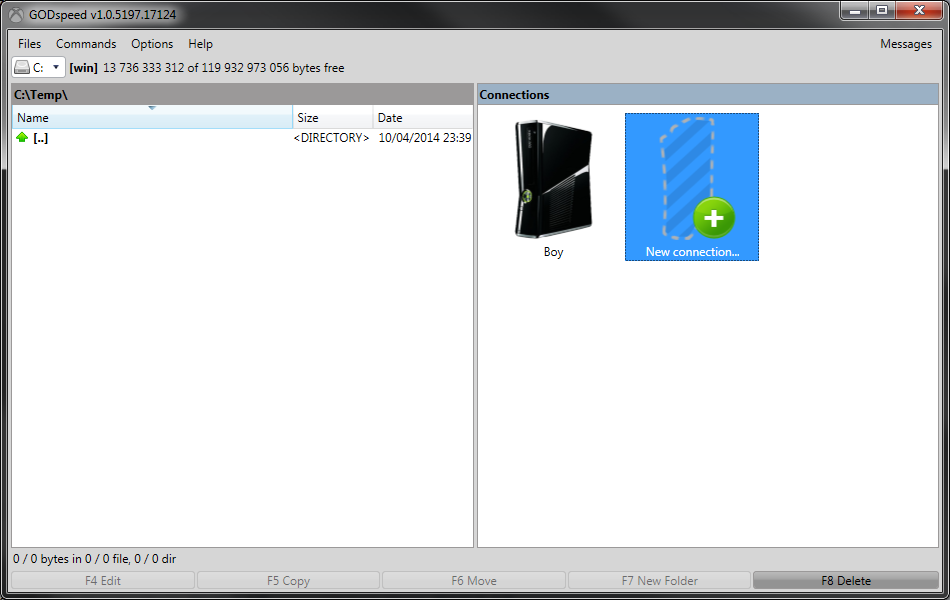 GODspeed v1.0.5197.17124
Files Commands Options Help Messages
C: [win] 13 736 333 312 of 119 932 973 056 bytes free
C:\Temp\ Connections
Name Size Date
[..] <DIRECTORY> 10/04/2014 23:39
Boy New connection...
0 / 0 bytes in 0 / 0 file, 0 / 0 dir
F4 Edit F5 Copy F6 Move F7 New Folder F8 Delete